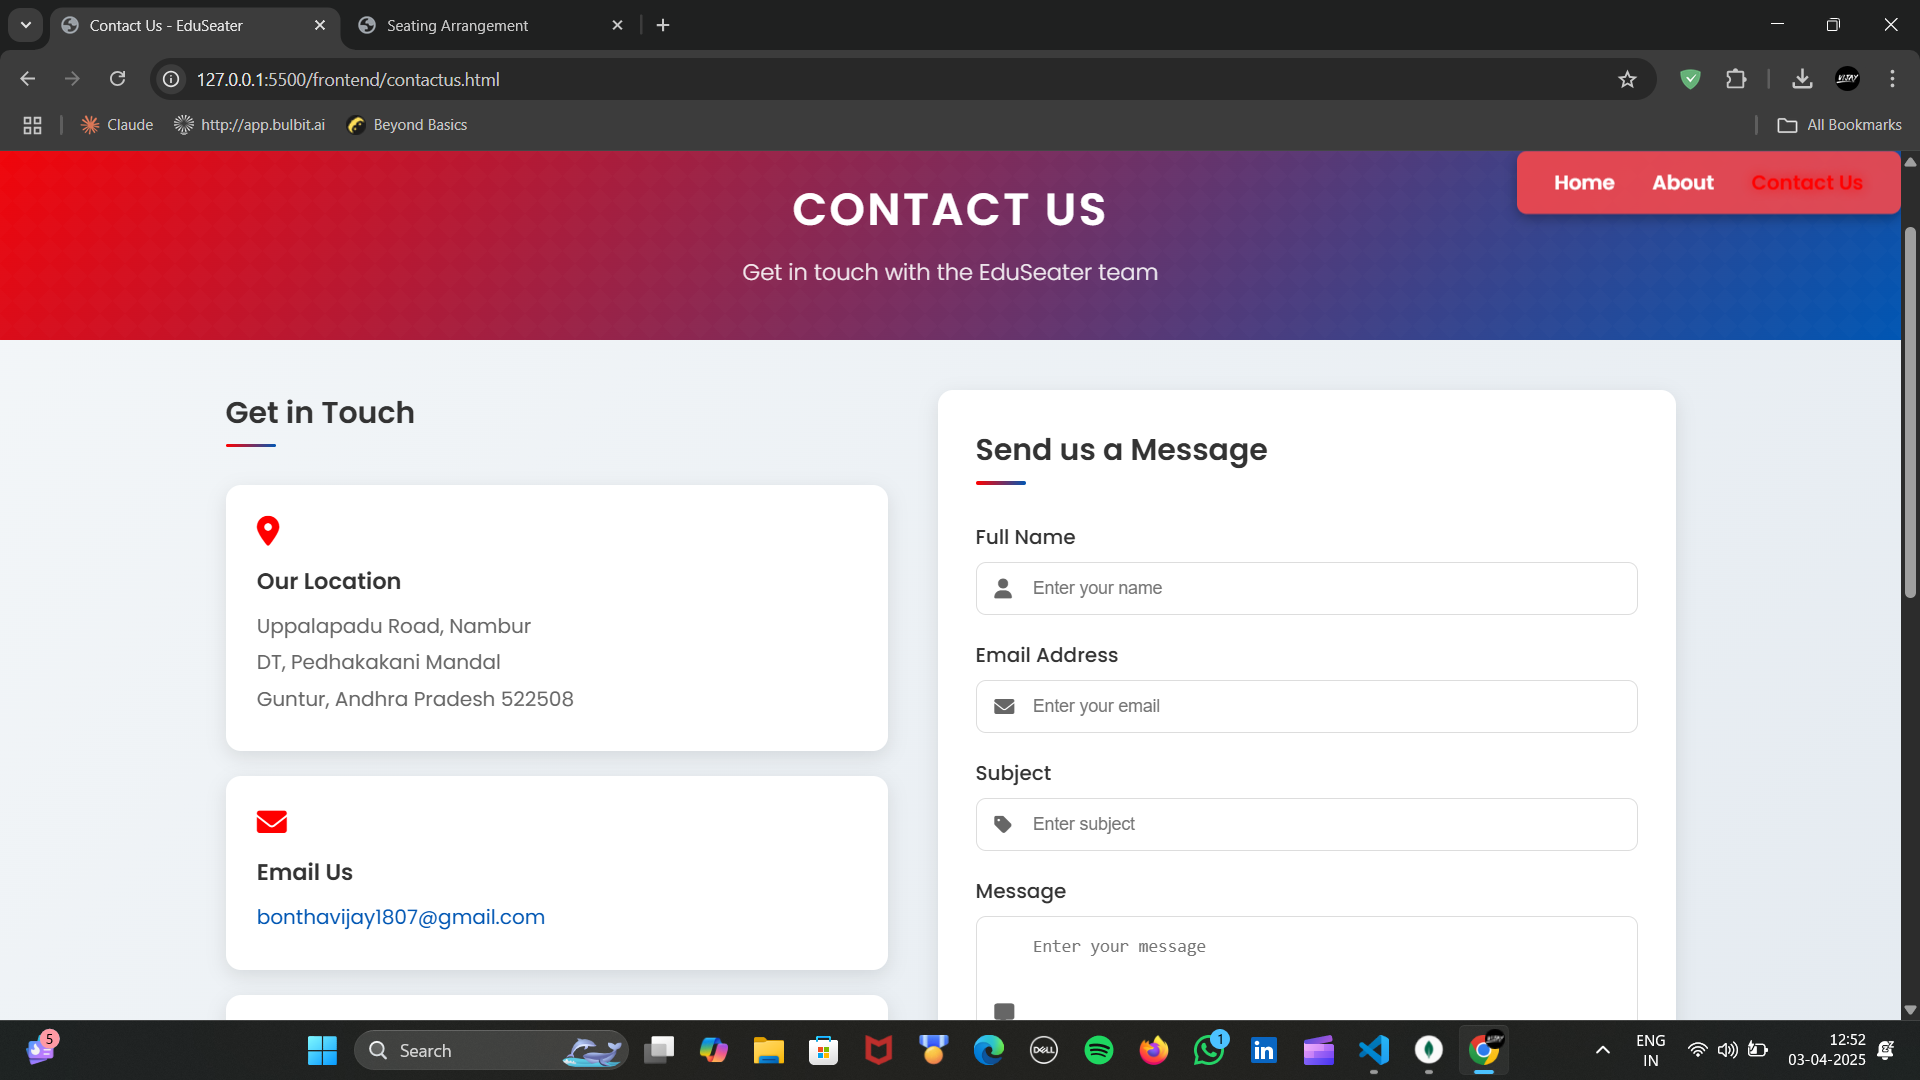 Contact Us - EduSeater
Seating Arrangement
127.0.0.1:5500/frontend/contactus.html
VIJAY
Claude
http://app.bulbit.ai
Beyond Basics
All Bookmarks
Home
About
Contact Us
CONTACT US
Get in touch with the EduSeater team
Get in Touch
Our Location
Uppalapadu Road, Nambur
DT, Pedhakakani Mandal
Guntur, Andhra Pradesh 522508
Email Us
bonthavijay1807@gmail.com
Send us a Message
Full Name
Enter your name
Email Address
Enter your email
Subject
Enter subject
Message
Enter your message
5
Search
DELL
1
in
VIJAY
ENG
IN
12:52
03-04-2025